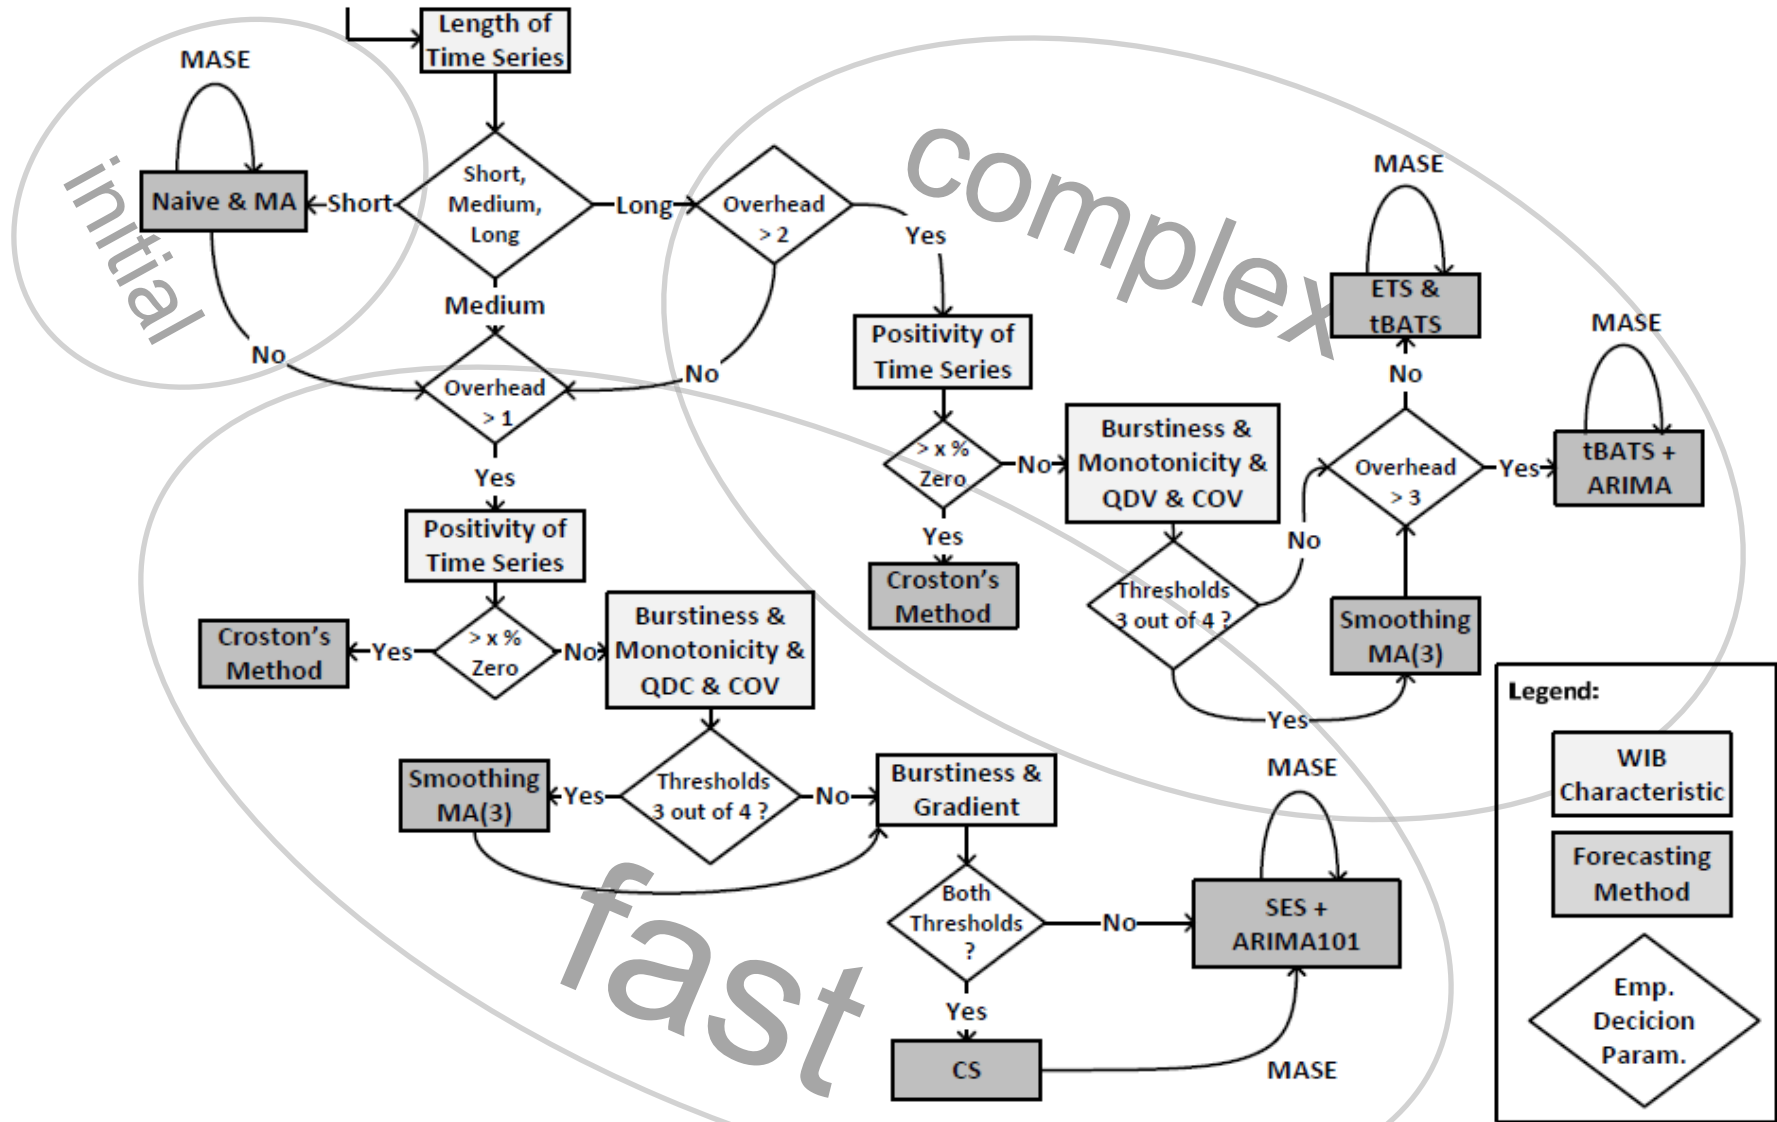 Length of
Time Series
MASE
initial
complex
Naive & MA
Short
Short,
Medium,
Long
Long
Overhead
> 2
Yes
MASE
ETS &
tBATS
No
Medium
No
Overhead
> 1
No
Positivity of
Time Series
MASE
> x %
Zero
No
Burstiness &
Monotonicity &
QDV & COV
Overhead
> 3
Yes
tBATS +
ARIMA
Yes
Positivity of
Time Series
Yes
Croston's
Method
Thresholds
3 out of 4 ?
No
Smoothing
MA(3)
Yes
Croston's
Method
Yes
> x %
Zero
No
Burstiness &
Monotonicity &
QDC & COV
Smoothing
MA(3)
Yes
Thresholds
3 out of 4 ?
No
Burstiness &
Gradient
MASE
fast
Both
Thresholds
?
No
SES +
ARIMA101
Yes
CS
MASE
Legend:
WIB
Characteristic
Forecasting
Method
Emp.
Decicion
Param.